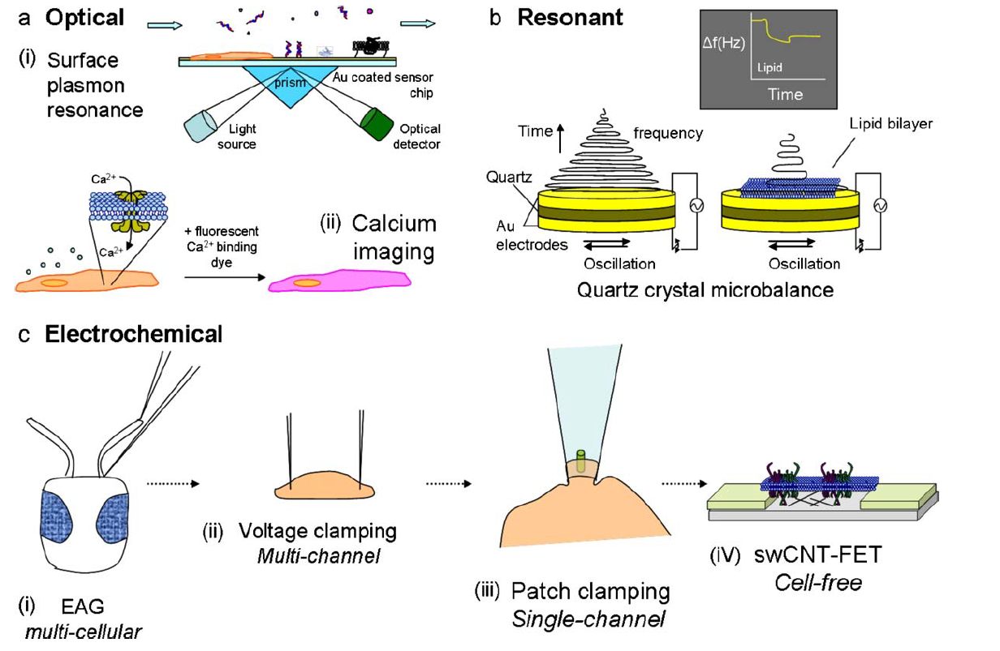 a Optical
(i) Surface
plasmon
resonance
prism
Au coated sensor
chip
Light
source
Optical
detector
Ca2+
Ca2+
+ fluorescent
Ca2+ binding
dye
(ii) Calcium
imaging
b Resonant
Δf(Hz)
Lipid
Time
Time
frequency
Lipid bilayer
Quartz
Au
electrodes
Oscillation
Oscillation
Quartz crystal microbalance
c Electrochemical
(i) EAG
multi-cellular
(ii) Voltage clamping
Multi-channel
(iii) Patch clamping
Single-channel
(iV) swCNT-FET
Cell-free